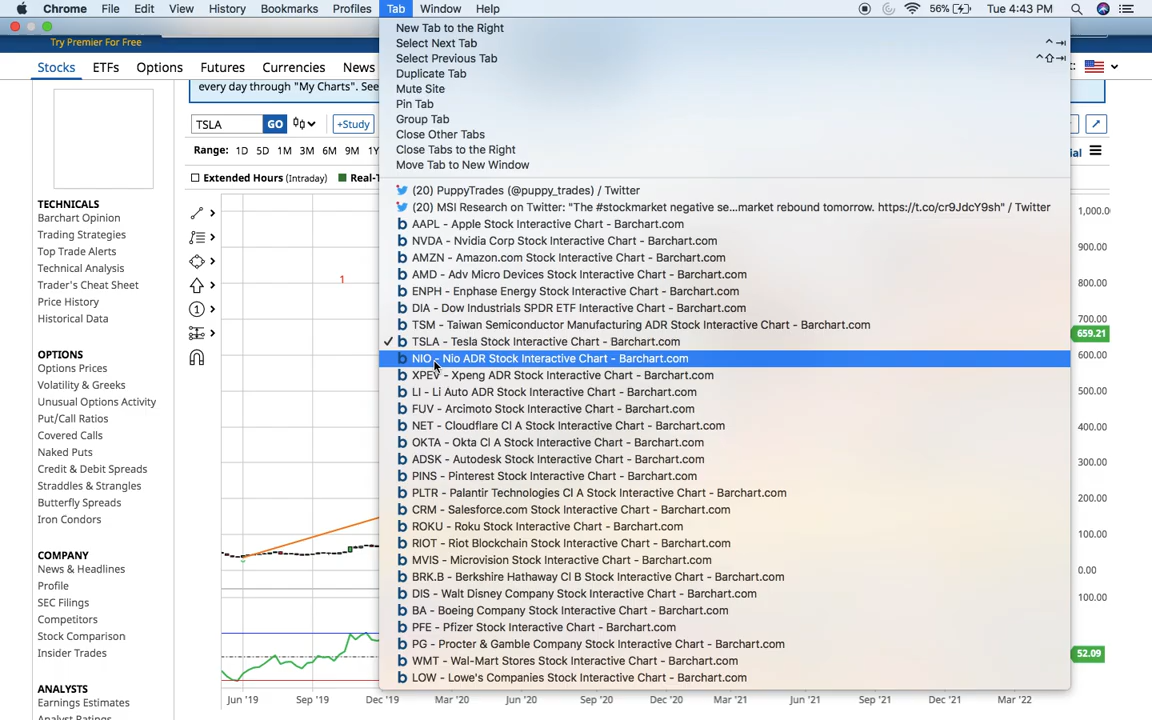 Chrome File Edit View History Bookmarks Profiles Tab Window Help 56% Tue 4:43 PM
Try Premier For Free
Stocks ETFs Options Futures Currencies News
every day through "My Charts". See
TSLA GO +Study
Range: 1D 5D 1M 3M 6M 9M 1Y
Extended Hours (Intraday) Real-T
TECHNICALS
Barchart Opinion
Trading Strategies
Top Trade Alerts
Technical Analysis
Trader's Cheat Sheet
Price History
Historical Data
OPTIONS
Options Prices
Volatility & Greeks
Unusual Options Activity
Put/Call Ratios
Covered Calls
Naked Puts
Credit & Debit Spreads
Straddles & Strangles
Butterfly Spreads
Iron Condors
COMPANY
News & Headlines
Profile
SEC Filings
Competitors
Stock Comparison
Insider Trades
ANALYSTS
Earnings Estimates
Analyst Ratings
1
New Tab to the Right
Select Next Tab
Select Previous Tab
Duplicate Tab
Mute Site
Pin Tab
Group Tab
Close Other Tabs
Close Tabs to the Right
Move Tab to New Window
(20) PuppyTrades (@puppy_trades) / Twitter
(20) MSI Research on Twitter: "The #stockmarket negative se...market rebound tomorrow. https://t.co/cr9JdcY9sh" / Twitter
AAPL - Apple Stock Interactive Chart - Barchart.com
NVDA - Nvidia Corp Stock Interactive Chart - Barchart.com
AMZN - Amazon.com Stock Interactive Chart - Barchart.com
AMD - Adv Micro Devices Stock Interactive Chart - Barchart.com
ENPH - Enphase Energy Stock Interactive Chart - Barchart.com
DIA - Dow Industrials SPDR ETF Interactive Chart - Barchart.com
TSM - Taiwan Semiconductor Manufacturing ADR Stock Interactive Chart - Barchart.com
TSLA - Tesla Stock Interactive Chart - Barchart.com
NIO - Nio ADR Stock Interactive Chart - Barchart.com
XPEV - Xpeng ADR Stock Interactive Chart - Barchart.com
LI - Li Auto ADR Stock Interactive Chart - Barchart.com
FUV - Arcimoto Stock Interactive Chart - Barchart.com
NET - Cloudflare Cl A Stock Interactive Chart - Barchart.com
OKTA - Okta Cl A Stock Interactive Chart - Barchart.com
ADSK - Autodesk Stock Interactive Chart - Barchart.com
PINS - Pinterest Stock Interactive Chart - Barchart.com
PLTR - Palantir Technologies Cl A Stock Interactive Chart - Barchart.com
CRM - Salesforce.com Stock Interactive Chart - Barchart.com
ROKU - Roku Stock Interactive Chart - Barchart.com
RIOT - Riot Blockchain Stock Interactive Chart - Barchart.com
MVIS - Microvision Stock Interactive Chart - Barchart.com
BRK.B - Berkshire Hathaway Cl B Stock Interactive Chart - Barchart.com
DIS - Walt Disney Company Stock Interactive Chart - Barchart.com
BA - Boeing Company Stock Interactive Chart - Barchart.com
PFE - Pfizer Stock Interactive Chart - Barchart.com
PG - Procter & Gamble Company Stock Interactive Chart - Barchart.com
WMT - Wal-Mart Stores Stock Interactive Chart - Barchart.com
LOW - Lowe's Companies Stock Interactive Chart - Barchart.com
1,000.
900.00
800.00
700.00
659.21
600.00
500.00
400.00
300.00
200.00
100.00
0.00
100.00
52.09
Jun '19 Sep '19 Dec '19 Mar '20 Jun '20 Sep '20 Dec '20 Mar '21 Jun '21 Sep '21 Dec '21 Mar '22